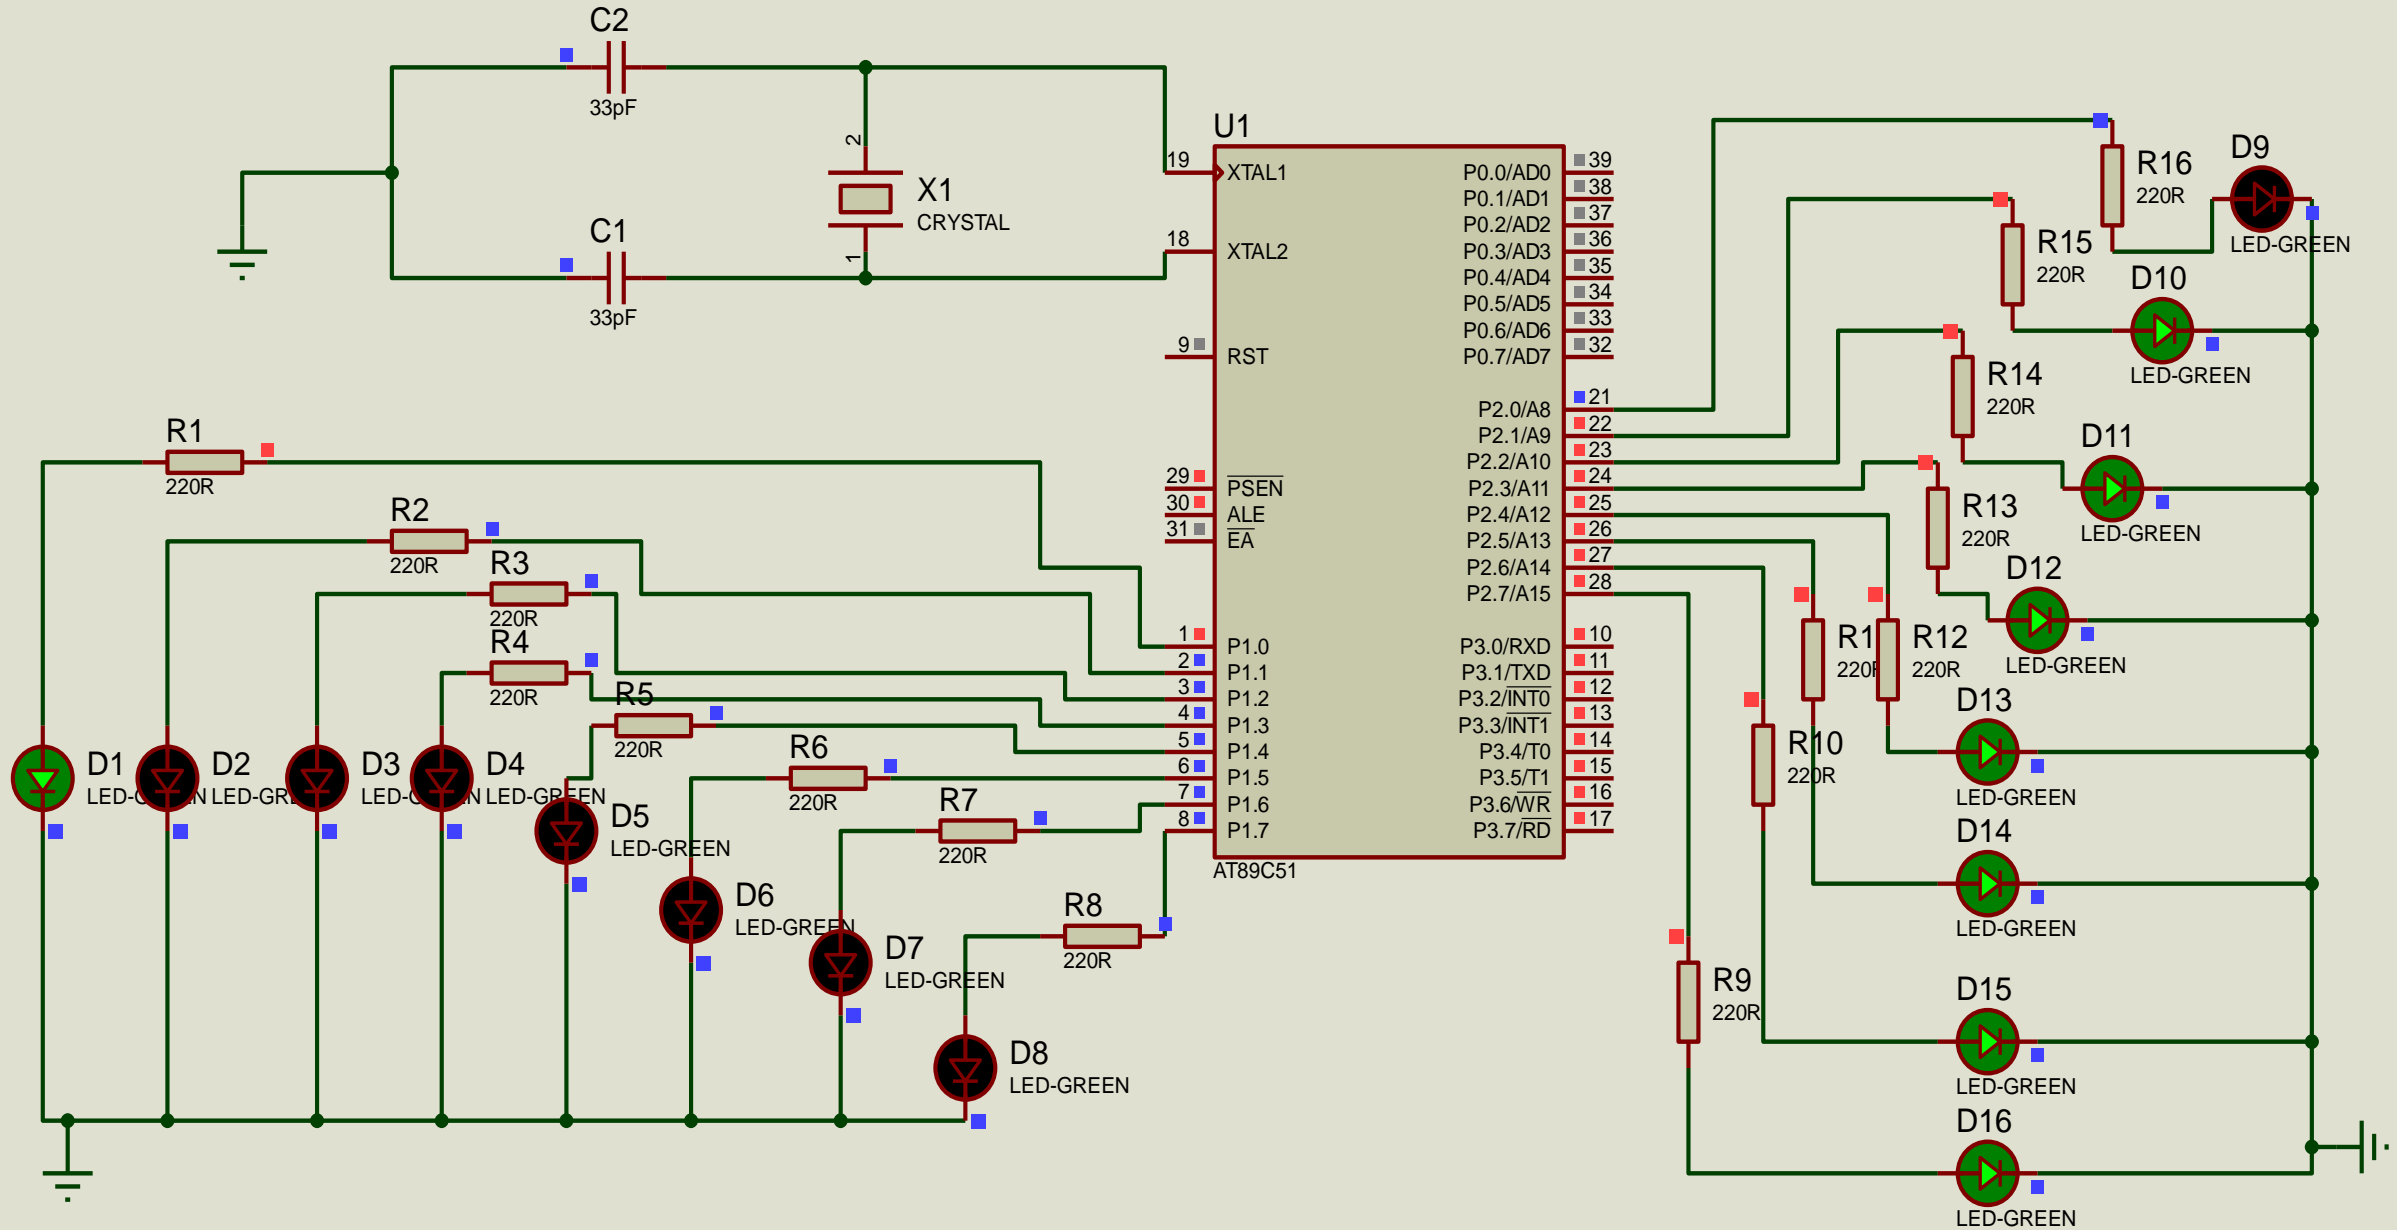 C2
33pF
2
X1
CRYSTAL
1
C1
33pF
U1
19
XTAL1
18
XTAL2
9
RST
29
PSEN
30
ALE
31
EA
1
P1.0
2
P1.1
3
P1.2
4
P1.3
5
P1.4
6
P1.5
7
P1.6
8
P1.7
P0.0/AD0
39
P0.1/AD1
38
P0.2/AD2
37
P0.3/AD3
36
P0.4/AD4
35
P0.5/AD5
34
P0.6/AD6
33
P0.7/AD7
32
P2.0/A8
21
P2.1/A9
22
P2.2/A10
23
P2.3/A11
24
P2.4/A12
25
P2.5/A13
26
P2.6/A14
27
P2.7/A15
28
P3.0/RXD
10
P3.1/TXD
11
P3.2/INT0
12
P3.3/INT1
13
P3.4/T0
14
P3.5/T1
15
P3.6/WR
16
P3.7/RD
17
AT89C51
R1
220R
R2
220R
R3
220R
R4
220R
R5
220R
R6
220R
R7
220R
R8
220R
D1
LED-GREEN
D2
LED-GREEN
D3
LED-GREEN
D4
LED-GREEN
D5
LED-GREEN
D6
LED-GREEN
D7
LED-GREEN
D8
LED-GREEN
R16
220R
D9
LED-GREEN
R15
220R
D10
LED-GREEN
R14
220R
D11
LED-GREEN
R13
220R
D12
LED-GREEN
R1
220R
R12
220R
D13
LED-GREEN
R10
220R
D14
LED-GREEN
R9
220R
D15
LED-GREEN
D16
LED-GREEN